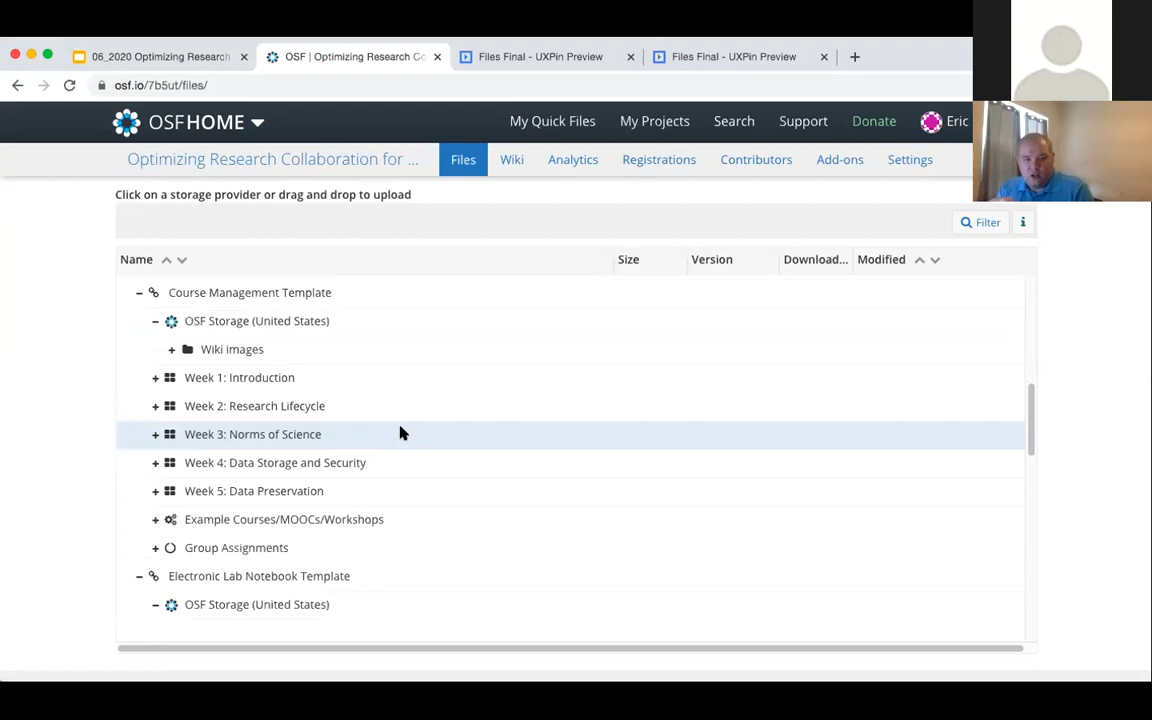 06_2020 Optimizing Research
OSF | Optimizing Research Co
Files Final - UXPin Preview
Files Final - UXPin Preview
osf.io/7b5ut/files/
OSFHOME
My Quick Files
My Projects
Search
Support
Donate
Eric
Optimizing Research Collaboration for ...
Files
Wiki
Analytics
Registrations
Contributors
Add-ons
Settings
Click on a storage provider or drag and drop to upload
Filter
Name
Size
Version
Download...
Modified
Course Management Template
OSF Storage (United States)
Wiki images
Week 1: Introduction
Week 2: Research Lifecycle
Week 3: Norms of Science
Week 4: Data Storage and Security
Week 5: Data Preservation
Example Courses/MOOCs/Workshops
Group Assignments
Electronic Lab Notebook Template
OSF Storage (United States)